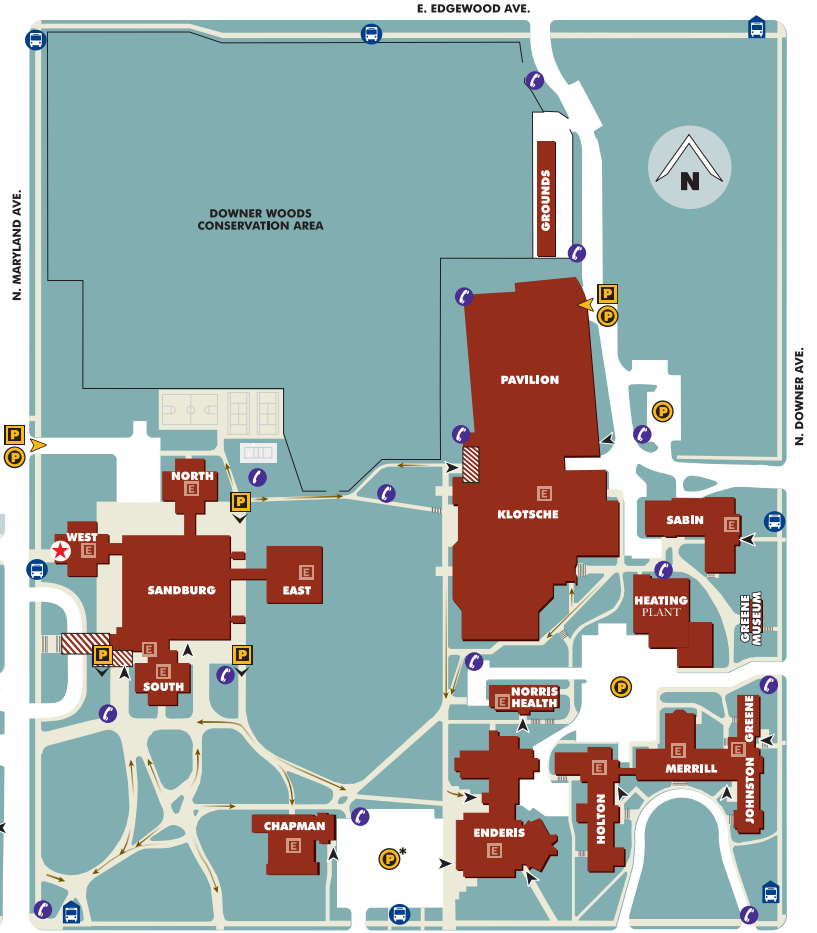 E. EDGEWOOD AVE.
N. MARYLAND AVE.
N
GROUNDS
DOWNER WOODS
CONSERVATION AREA
P
P
PAVILION
N. DOWNER AVE.
P
P
P
NORTH
E
P
E
KLOTSCHE
SABIN
E
WEST
E
SANDBURG
EAST
E
HEATING
PLANT
GREENE
MUSEUM
P
E
E
SOUTH
P
P
NORRIS
HEALTH
E
GREENE
E
MERRILL
E
E
HOLTON
JOHNSTON
CHAPMAN
E
ENDERIS
E
P*